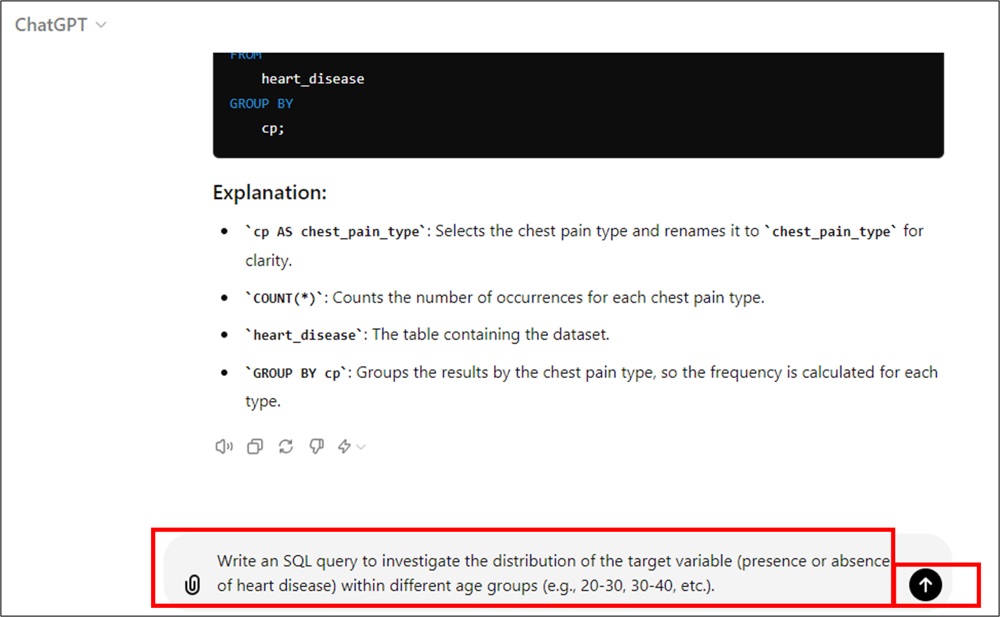 ChatGPT
FROM
heart_disease
GROUP BY
cp;
Explanation:
`cp AS chest_pain_type`: Selects the chest pain type and renames it to `chest_pain_type` for
clarity.
`COUNT(*)`: Counts the number of occurrences for each chest pain type.
`heart_disease`: The table containing the dataset.
`GROUP BY cp`: Groups the results by the chest pain type, so the frequency is calculated for each
type.
Write an SQL query to investigate the distribution of the target variable (presence or absence
of heart disease) within different age groups (e.g., 20-30, 30-40, etc.).